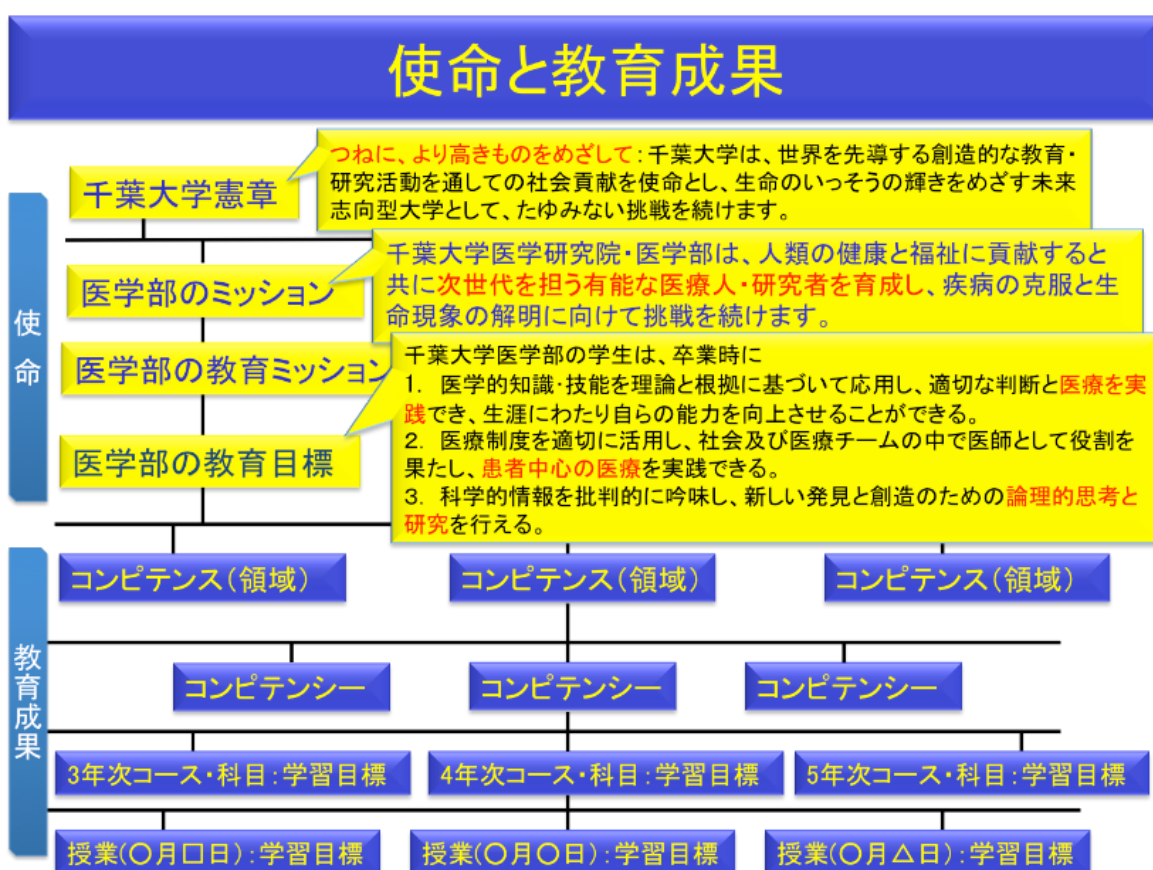 使命と教育成果
つねに、より高きものをめざして:千葉大学は、世界を先導する創造的な教育・
研究活動を通しての社会貢献を使命とし、生命のいっそうの輝きをめざす未来
志向型大学として、たゆみない挑戦を続けます。
千葉大学憲章
千葉大学医学研究院・医学部は、人類の健康と福祉に貢献すると
共に次世代を担う有能な医療人・研究者を育成し、疾病の克服と生
命現象の解明に向けて挑戦を続けます。
医学部のミッション
使命
医学部の教育ミッション
千葉大学医学部の学生は、卒業時に
1. 医学的知識・技能を理論と根拠に基づいて応用し、適切な判断と医療を実
践でき、生涯にわたり自らの能力を向上させることができる。
2. 医療制度を適切に活用し、社会及び医療チームの中で医師として役割を
果たし、患者中心の医療を実践できる。
3. 科学的情報を批判的に吟味し、新しい発見と創造のための論理的思考と
研究を行える。
医学部の教育目標
教育成果
コンピテンス(領域)
コンピテンス(領域)
コンピテンス(領域)
コンピテンシー
コンピテンシー
コンピテンシー
3年次コース・科目:学習目標
4年次コース・科目:学習目標
5年次コース・科目:学習目標
授業(〇月□日):学習目標
授業(〇月〇日):学習目標
授業(〇月△日):学習目標